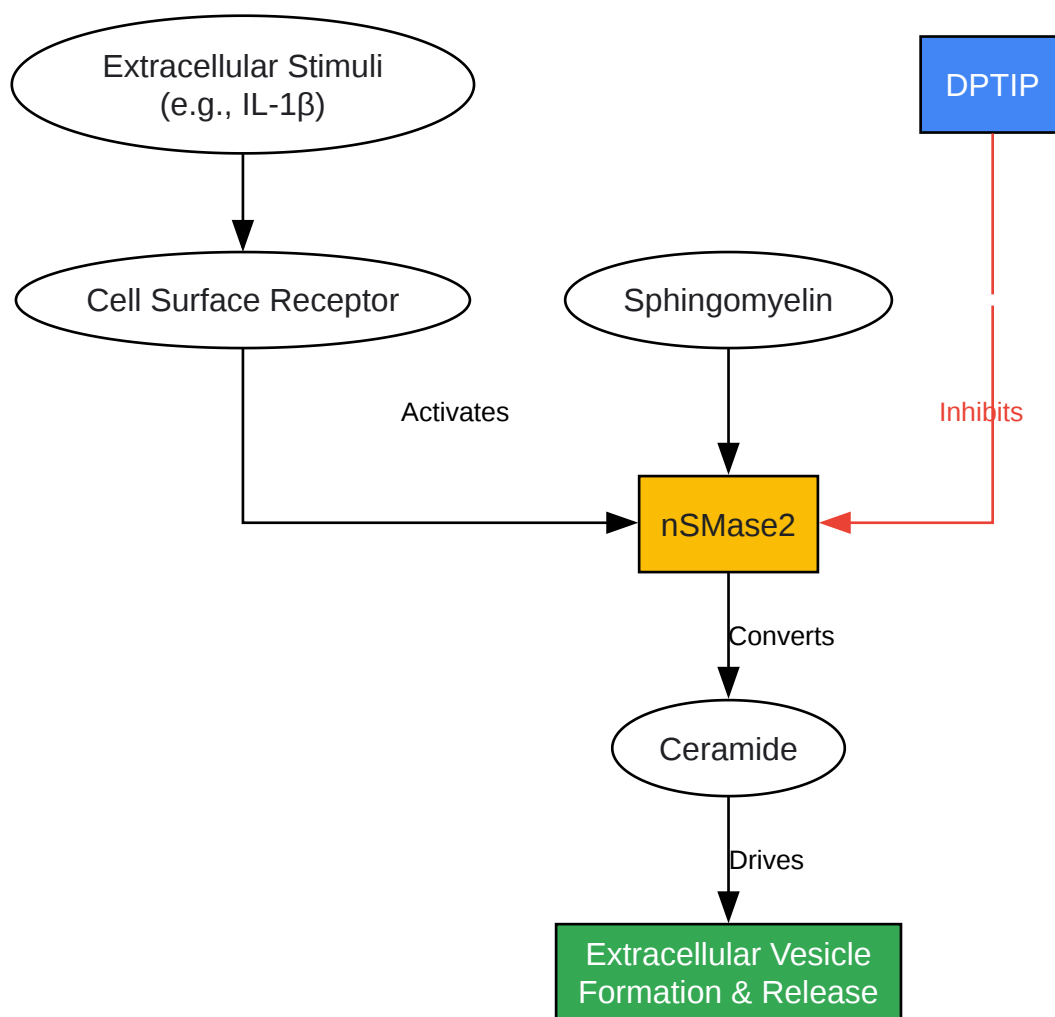 Extracellular Stimuli
(e.g., IL-1β)
DPTIP
Cell Surface Receptor
Sphingomyelin
Activates
Inhibits
nSMase2
Converts
Ceramide
Drives
Extracellular Vesicle
Formation & Release